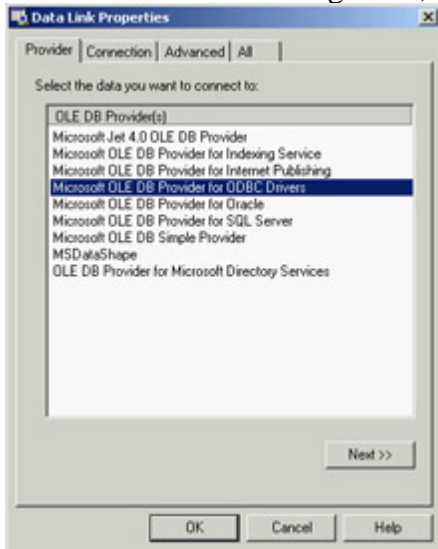 Data Link Properties
Provider Connection Advanced All
Select the data you want to connect to:
OLE DB Provider(s)
Microsoft Jet 4.0 OLE DB Provider
Microsoft OLE DB Provider for Indexing Service
Microsoft OLE DB Provider for Internet Publishing
Microsoft OLE DB Provider for ODBC Drivers
Microsoft OLE DB Provider for Oracle
Microsoft OLE DB Provider for SQL Server
Microsoft OLE DB Simple Provider
MSDataShape
OLE DB Provider for Microsoft Directory Services
Next >>
OK Cancel Help